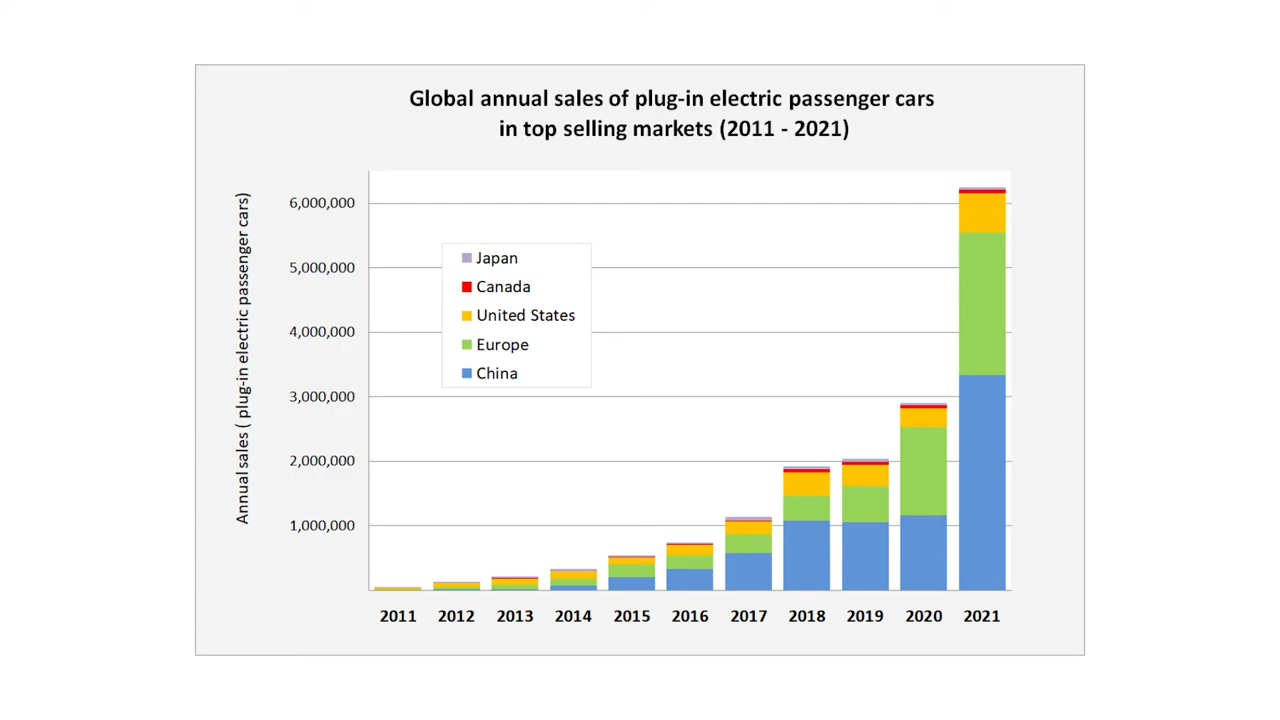 Global annual sales of plug-in electric passenger cars
in top selling markets (2011 - 2021)
Annual sales ( plug-in electric passenger cars)
6,000,000
5,000,000
4,000,000
3,000,000
2,000,000
1,000,000
Japan
Canada
United States
Europe
China
2011 2012 2013 2014 2015 2016 2017 2018 2019 2020 2021